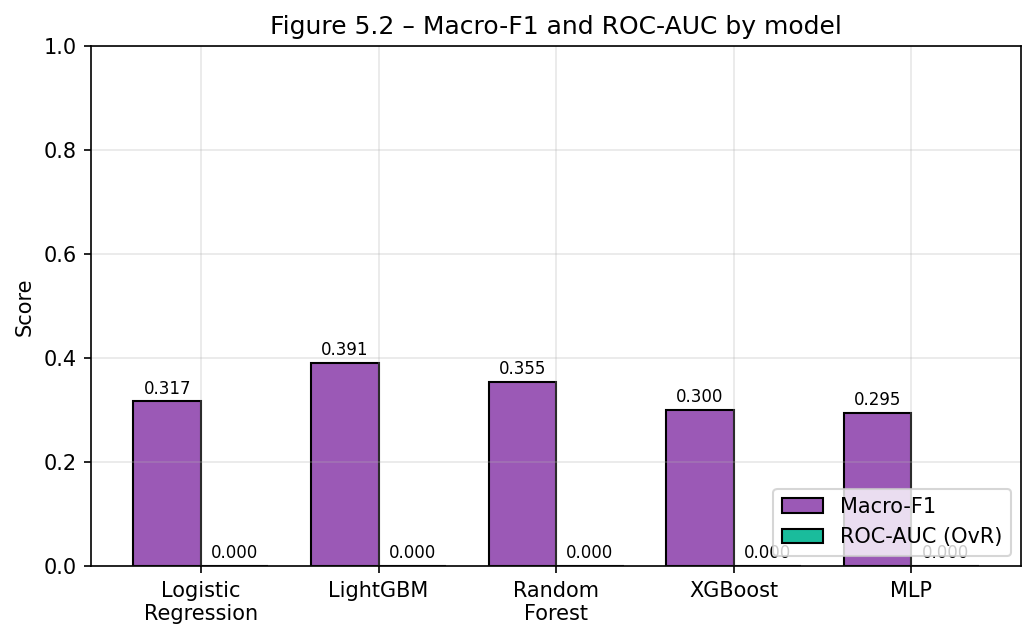 Figure 5.2 – Macro-F1 and ROC-AUC by model
Score
1.0
0.8
0.6
0.4
0.2
0.0
0.317
0.000
0.391
0.000
0.355
0.000
0.300
0.000
0.295
0.000
Macro-F1
ROC-AUC (OvR)
Logistic
Regression
LightGBM
Random
Forest
XGBoost
MLP